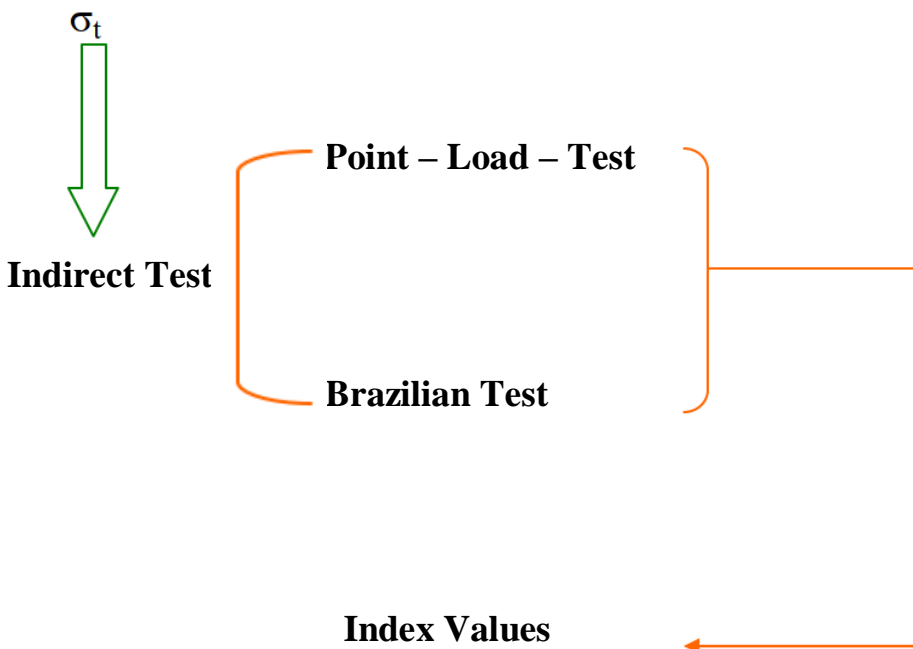 σt
Point – Load – Test
Indirect Test
Brazilian Test
Index Values